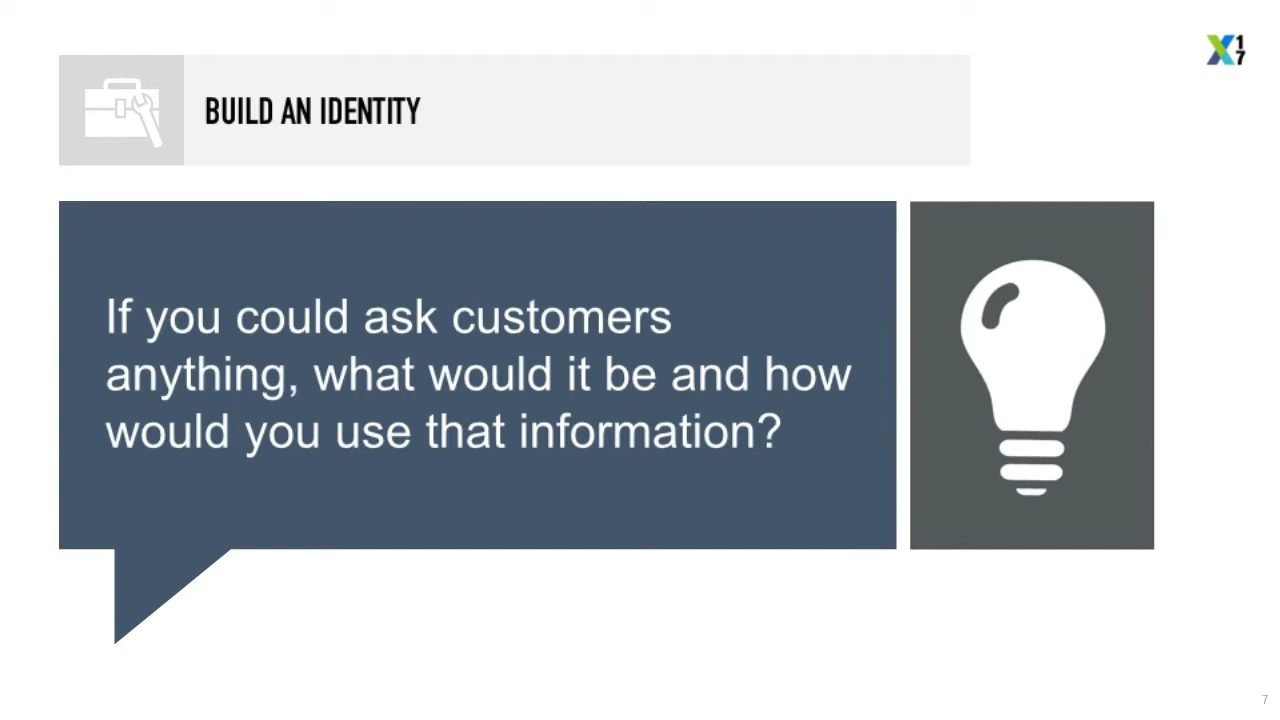 X17
BUILD AN IDENTITY
If you could ask customers
anything, what would it be and how
would you use that information?
7